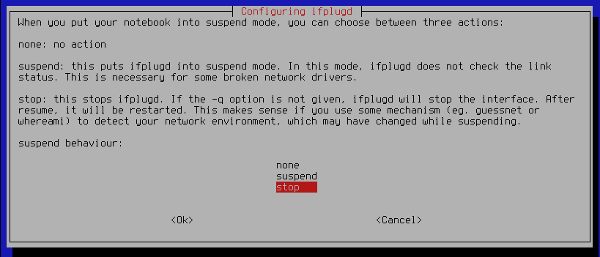 Configuring ifplugd
When you put your notebook into suspend mode, you can choose between three actions:
none: no action
suspend: this puts ifplugd into suspend mode. In this mode, ifplugd does not check the link
status. This is necessary for some broken network drivers.
stop: this stops ifplugd. If the -q option is not given, ifplugd will stop the interface. After
resume, it will be restarted. This makes sense if you use some mechanism (eg. guessnet or
whereami) to detect your network environment, which may have changed while suspending.
suspend behaviour:
none
suspend
stop
<Ok> <Cancel>